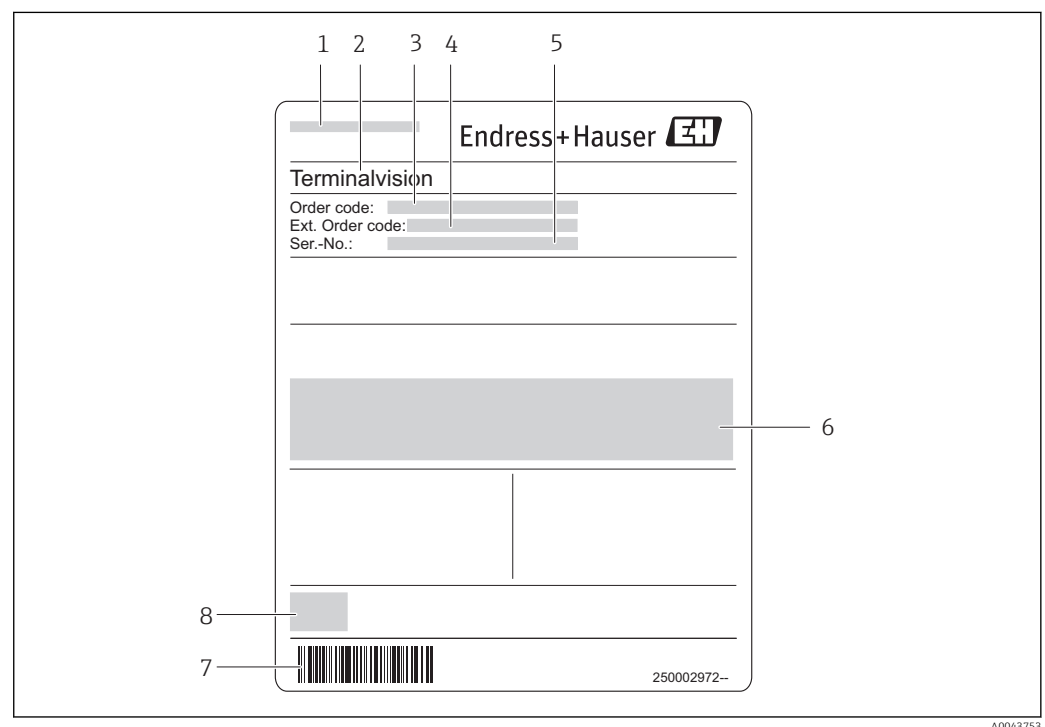 1 2 3 4 5
Endress+Hauser EH
Terminalvision
Order code:
Ext. Order code:
Ser.-No.:
6
8
7
250002972--
A0043753